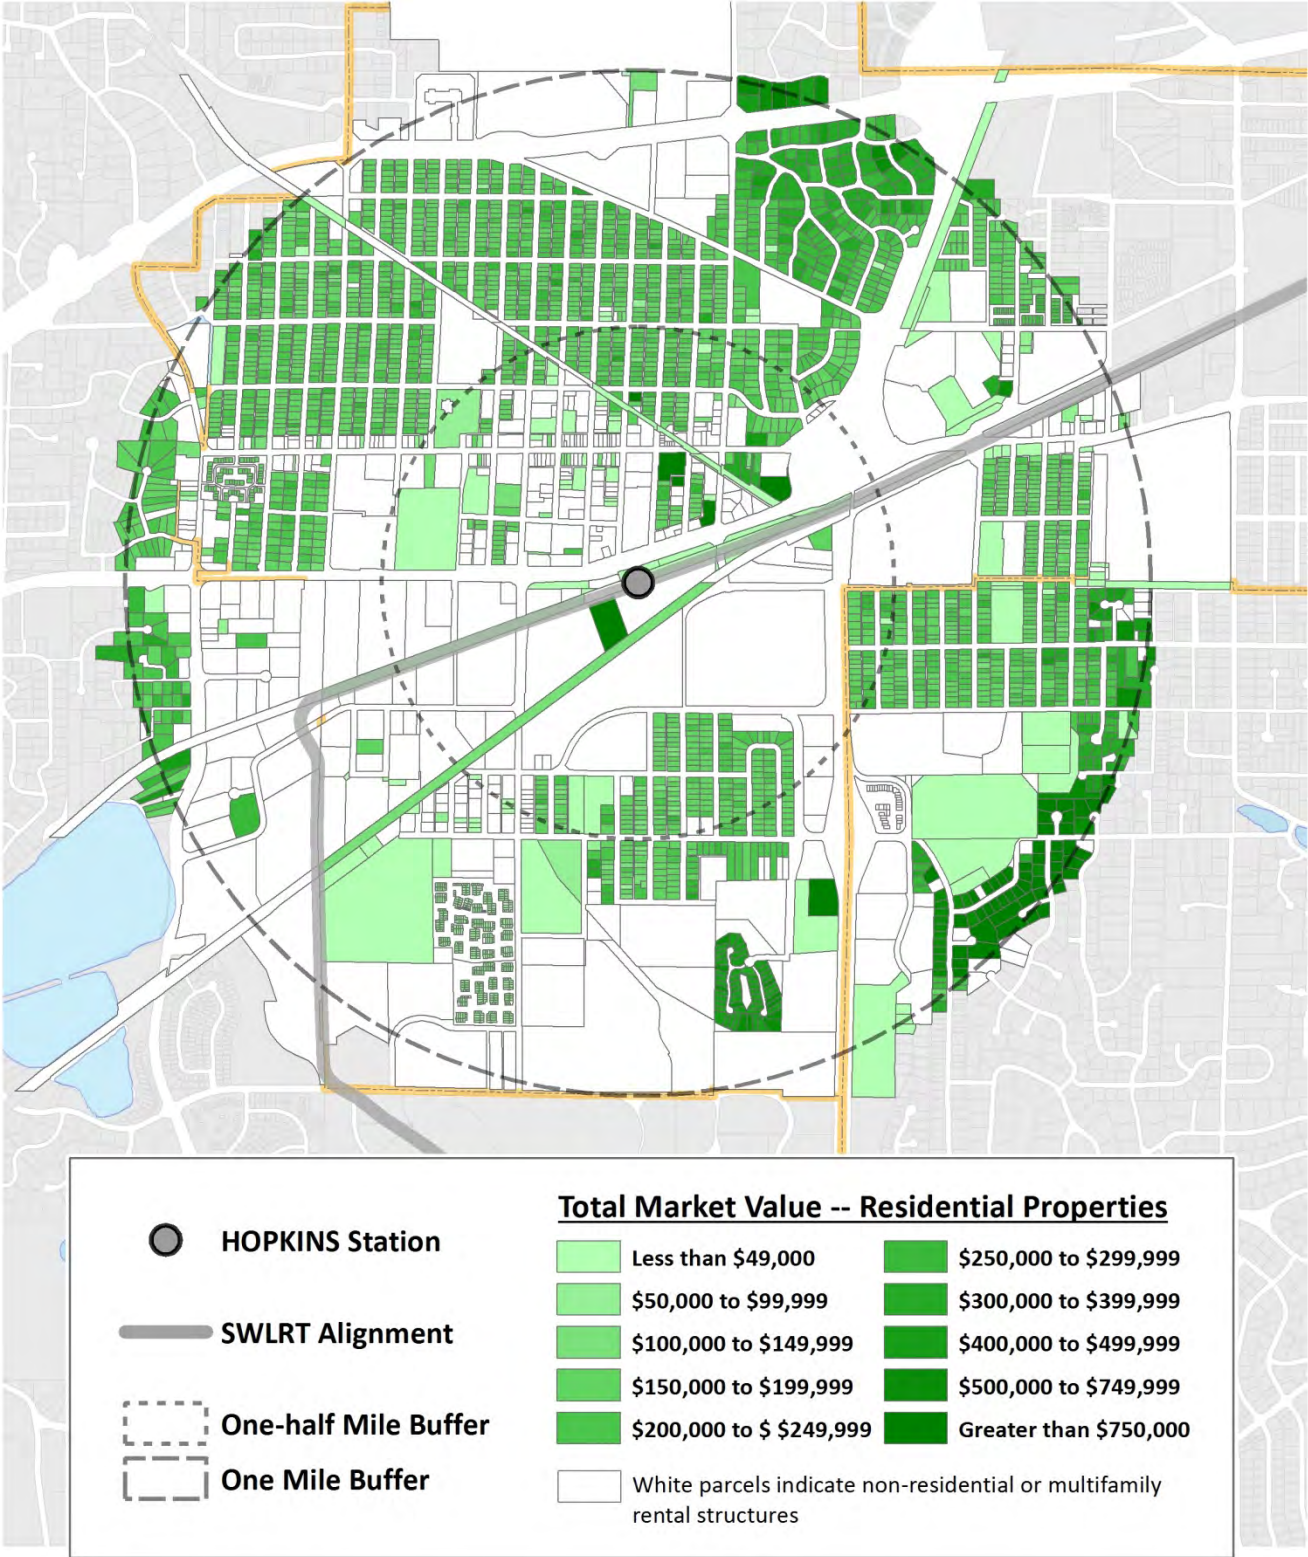 HOPKINS Station
SWLRT Alignment
One-half Mile Buffer
One Mile Buffer
Total Market Value -- Residential Properties
Less than $49,000
$50,000 to $99,999
$100,000 to $149,999
$150,000 to $199,999
$200,000 to $ $249,999
$250,000 to $299,999
$300,000 to $399,999
$400,000 to $499,999
$500,000 to $749,999
Greater than $750,000
White parcels indicate non-residential or multifamily
rental structures